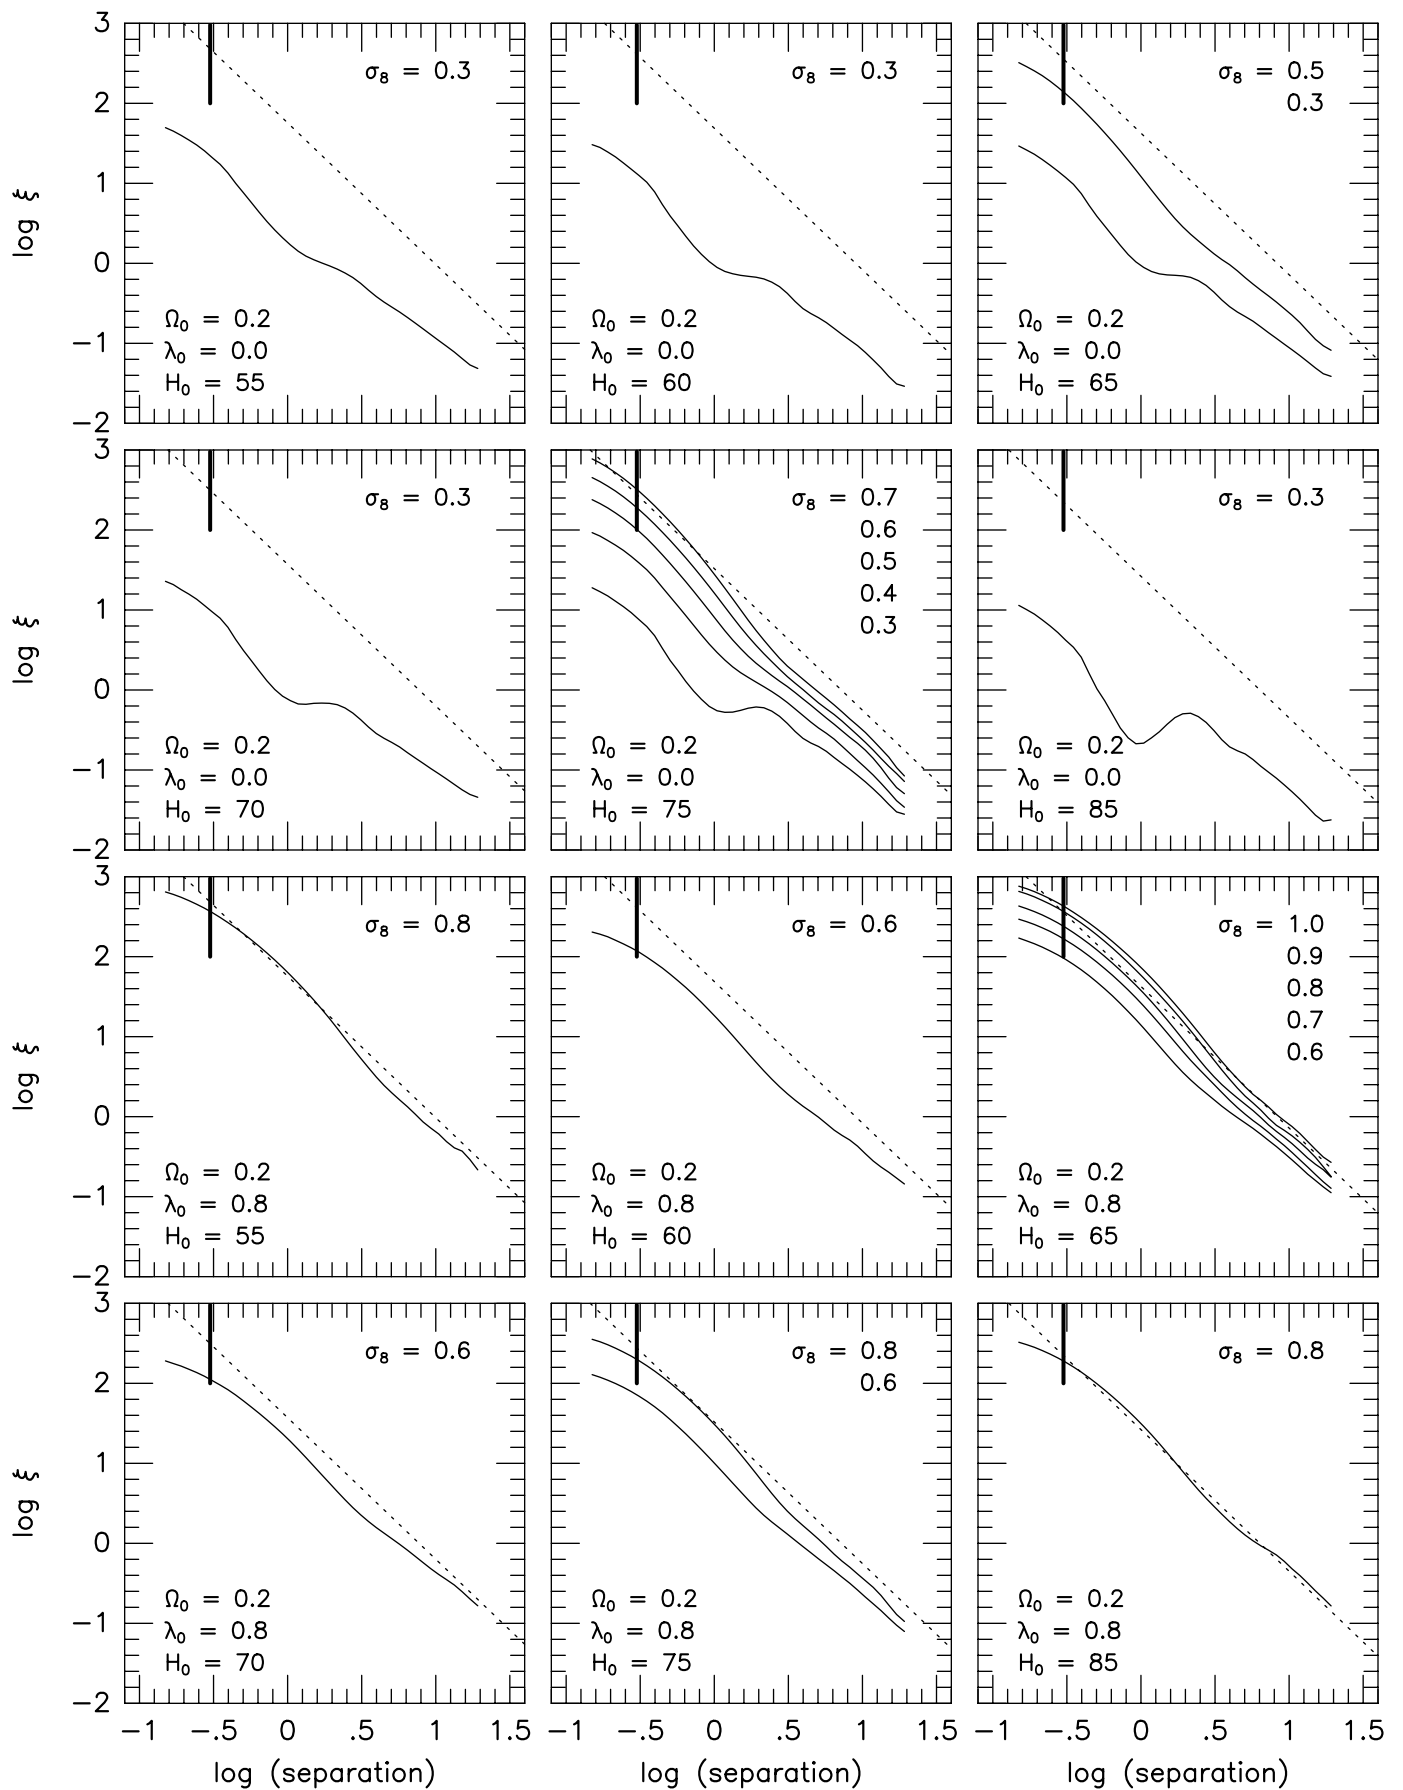 3
2
1
0
−1
−2
log ξ
σ₈ = 0.3
Ω₀ = 0.2
λ₀ = 0.0
H₀ = 55
σ₈ = 0.3
Ω₀ = 0.2
λ₀ = 0.0
H₀ = 60
σ₈ = 0.5
0.3
Ω₀ = 0.2
λ₀ = 0.0
H₀ = 65
3
2
1
0
−1
−2
log ξ
σ₈ = 0.3
Ω₀ = 0.2
λ₀ = 0.0
H₀ = 70
σ₈ = 0.7
0.6
0.5
0.4
0.3
Ω₀ = 0.2
λ₀ = 0.0
H₀ = 75
σ₈ = 0.3
Ω₀ = 0.2
λ₀ = 0.0
H₀ = 85
3
2
1
0
−1
−2
log ξ
σ₈ = 0.8
Ω₀ = 0.2
λ₀ = 0.8
H₀ = 55
σ₈ = 0.6
Ω₀ = 0.2
λ₀ = 0.8
H₀ = 60
σ₈ = 1.0
0.9
0.8
0.7
0.6
Ω₀ = 0.2
λ₀ = 0.8
H₀ = 65
3
2
1
0
−1
−2
log ξ
σ₈ = 0.6
Ω₀ = 0.2
λ₀ = 0.8
H₀ = 70
σ₈ = 0.8
0.6
Ω₀ = 0.2
λ₀ = 0.8
H₀ = 75
σ₈ = 0.8
Ω₀ = 0.2
λ₀ = 0.8
H₀ = 85
−1 −.5 0 .5 1 −1 −.5 0 .5 1 −1 −.5 0 .5 1 1.5
log (separation) log (separation) log (separation)